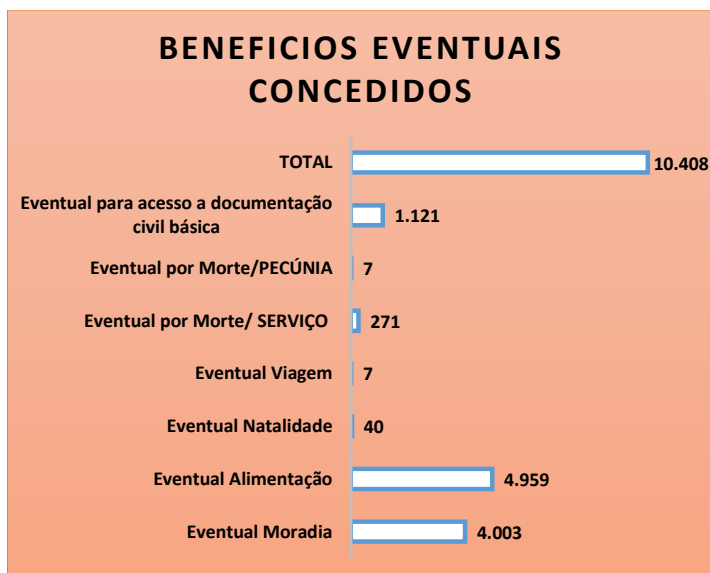 BENEFICIOS EVENTUAIS
CONCEDIDOS
TOTAL 10.408
Eventual para acesso a documentação
civil básica 1.121
Eventual por Morte/PECÚNIA 7
Eventual por Morte/ SERVIÇO 271
Eventual Viagem 7
Eventual Natalidade 40
Eventual Alimentação 4.959
Eventual Moradia 4.003